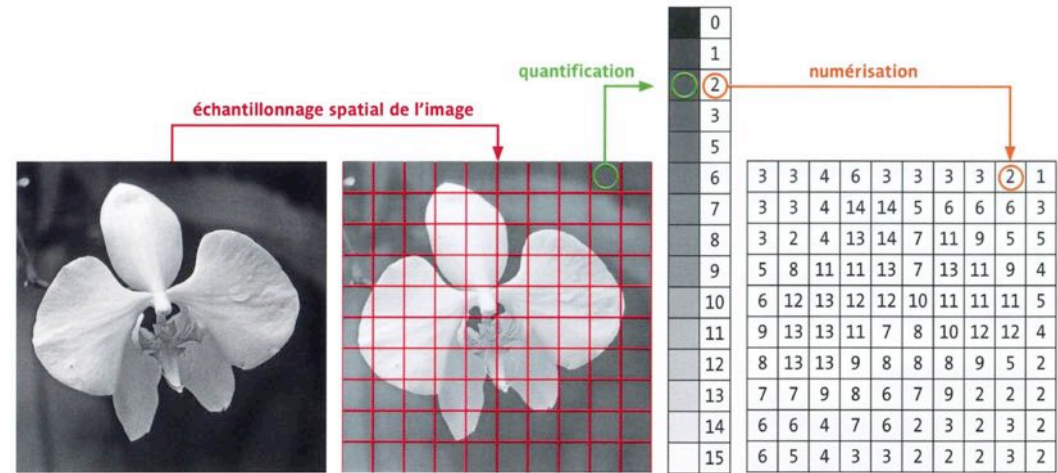 échantillonnage spatial de l'image
quantification
numérisation
0
1
2
3
5
6
7
8
9
10
11
12
13
14
15
3 3 4 6 3 3 3 3 2 1
3 3 4 14 14 5 6 6 6 3
3 2 4 13 14 7 11 9 5 5
5 8 11 11 13 7 13 11 9 4
6 12 13 12 12 10 11 11 11 5
9 13 13 11 7 8 10 12 12 4
8 13 13 9 8 8 8 9 5 2
7 7 9 8 6 7 9 2 2 2
6 6 4 7 6 2 3 2 3 2
6 5 4 3 3 2 2 2 3 2